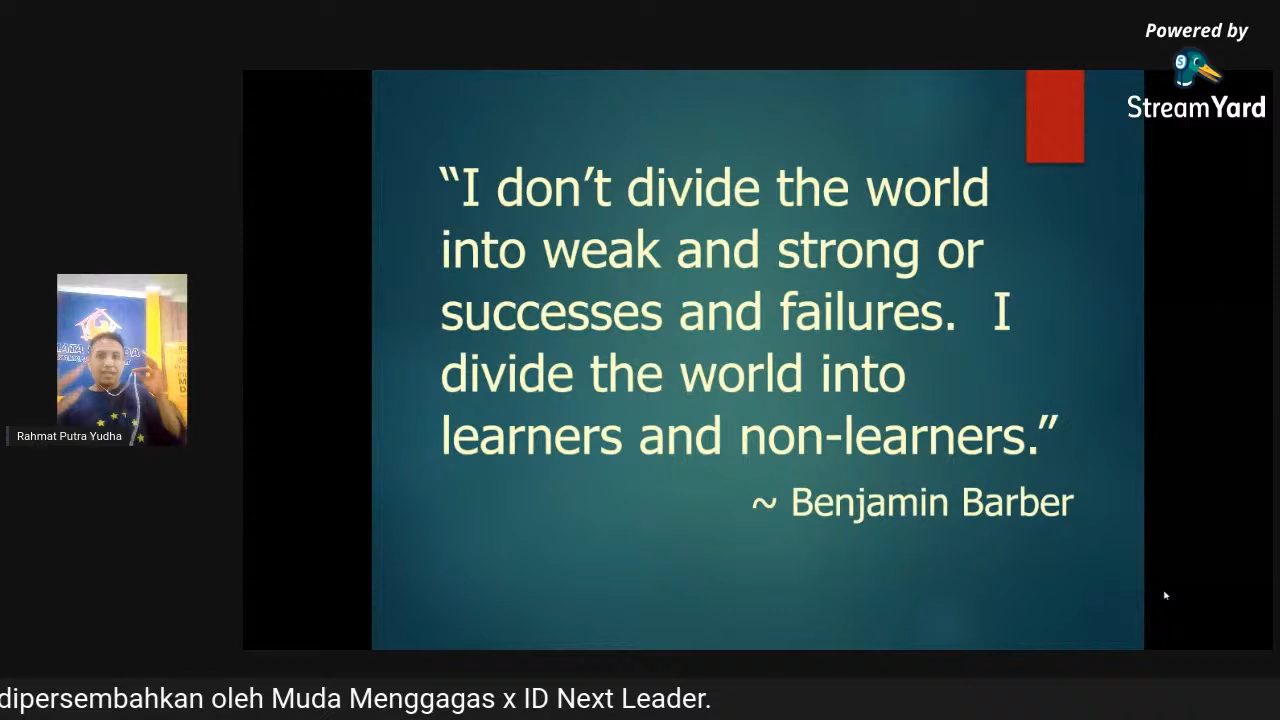 Powered by
StreamYard
“I don’t divide the world
into weak and strong or
successes and failures.  I
divide the world into
learners and non-learners.”
~ Benjamin Barber
Rahmat Putra Yudha
dipersembahkan oleh Muda Menggagas x ID Next Leader.